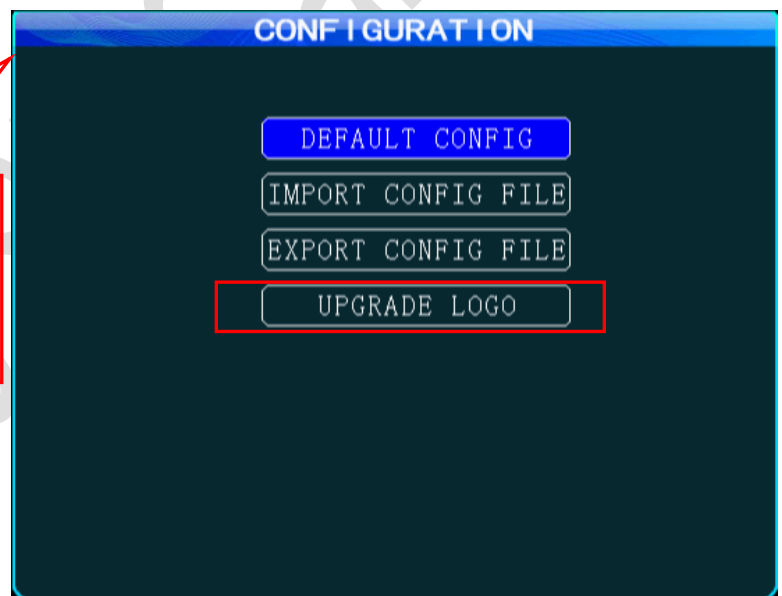 CONFIGURATION
DEFAULT CONFIG
IMPORT CONFIG FILE
EXPORT CONFIG FILE
UPGRADE LOGO